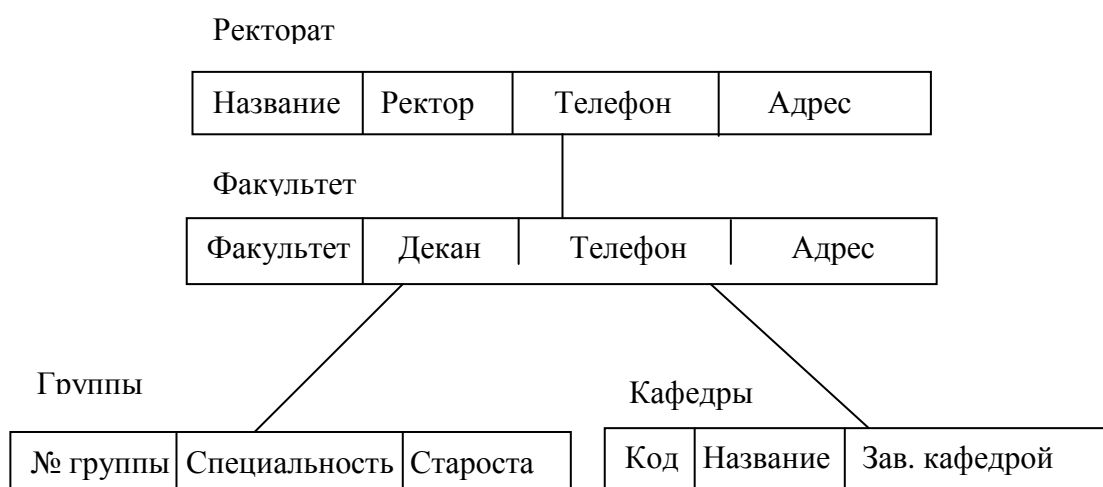 Ректорат
Название Ректор Телефон Адрес
Факультет
Факультет Декан Телефон Адрес
Группы
Кафедры
№ группы Специальность Староста
Код Название Зав. кафедрой